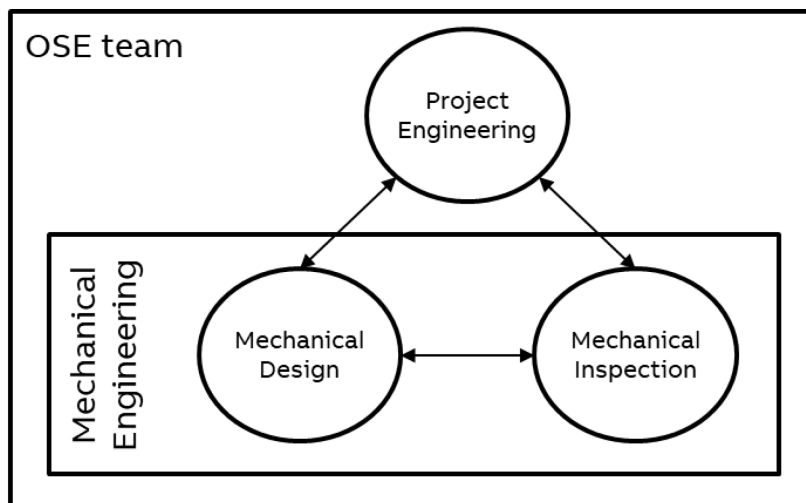 OSE team
Project
Engineering
Mechanical
Engineering
Mechanical
Design
Mechanical
Inspection